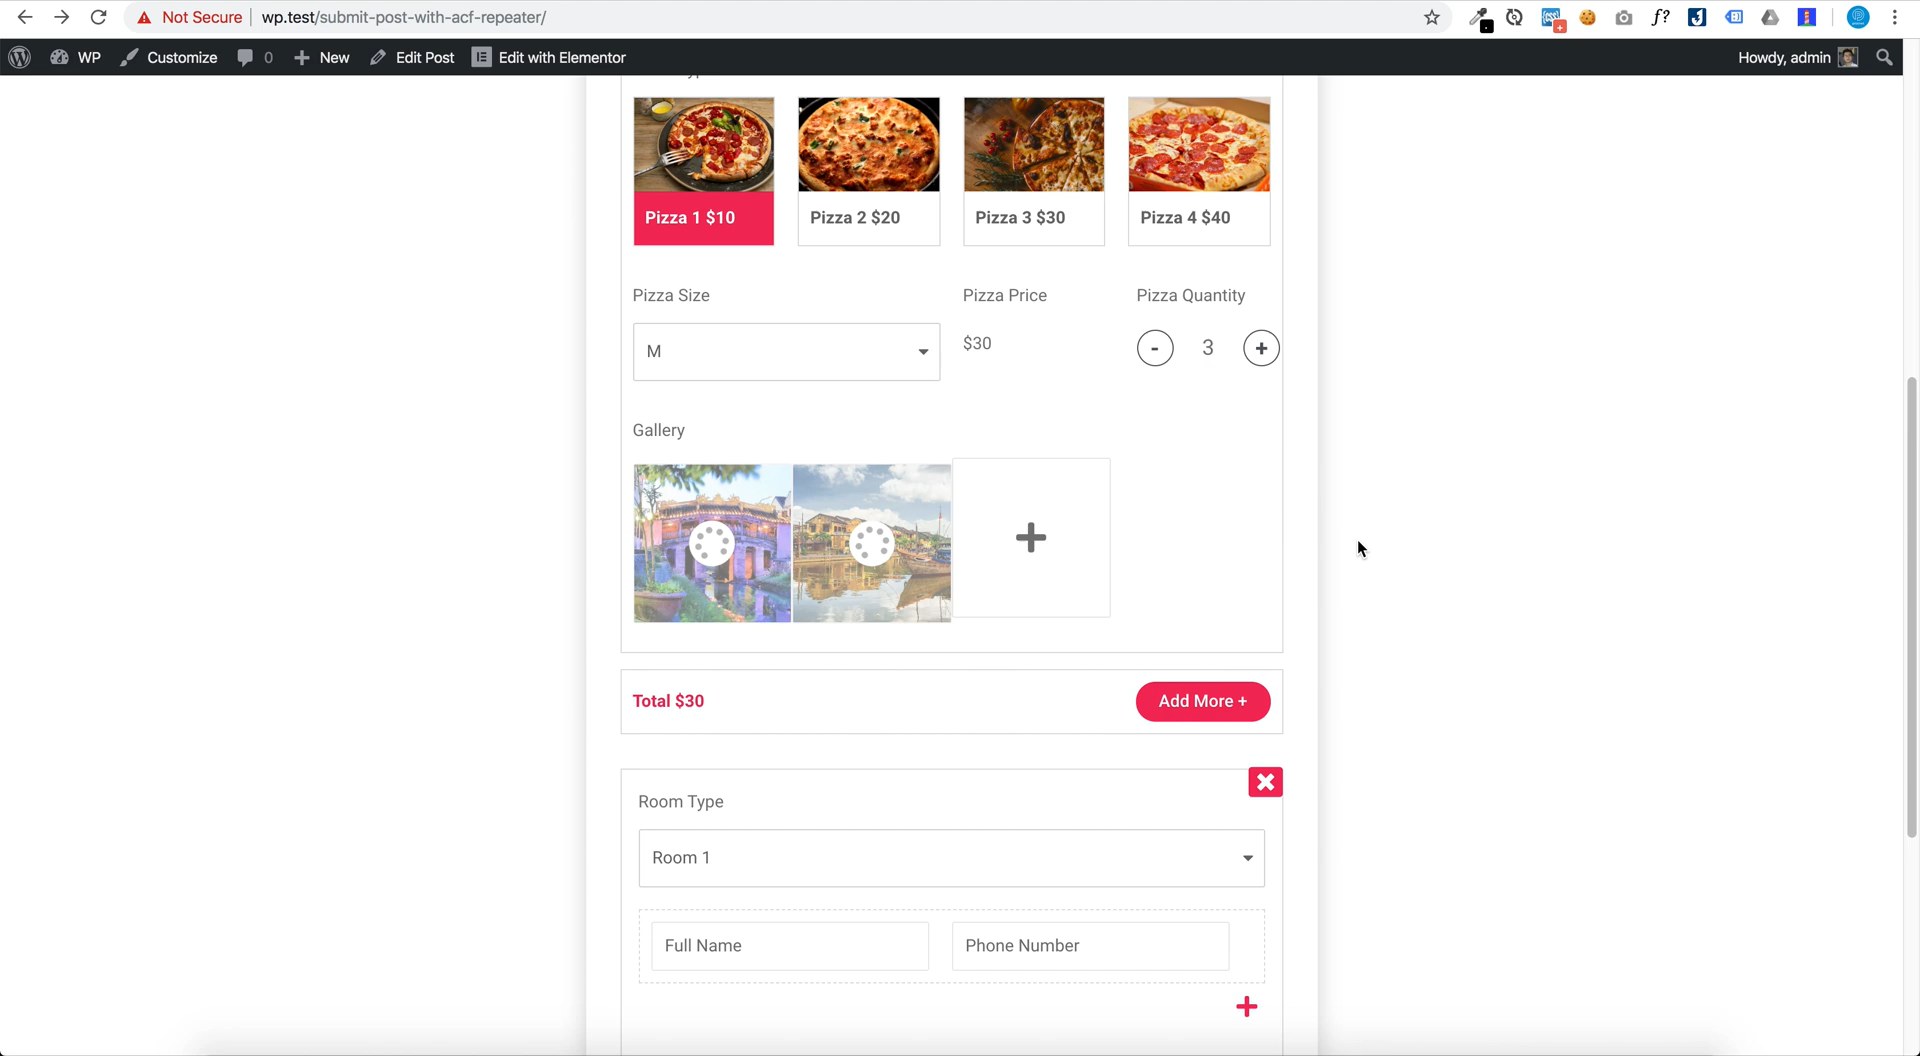 Not Secure
wp.test/submit-post-with-acf-repeater/
f?
WP
Customize
0
New
Edit Post
Edit with Elementor
Howdy, admin
Pizza 1 $10
Pizza 2 $20
Pizza 3 $30
Pizza 4 $40
Pizza Size
Pizza Price
Pizza Quantity
M
$30
-
3
+
Gallery
Total $30
Add More +
Room Type
Room 1
Full Name
Phone Number